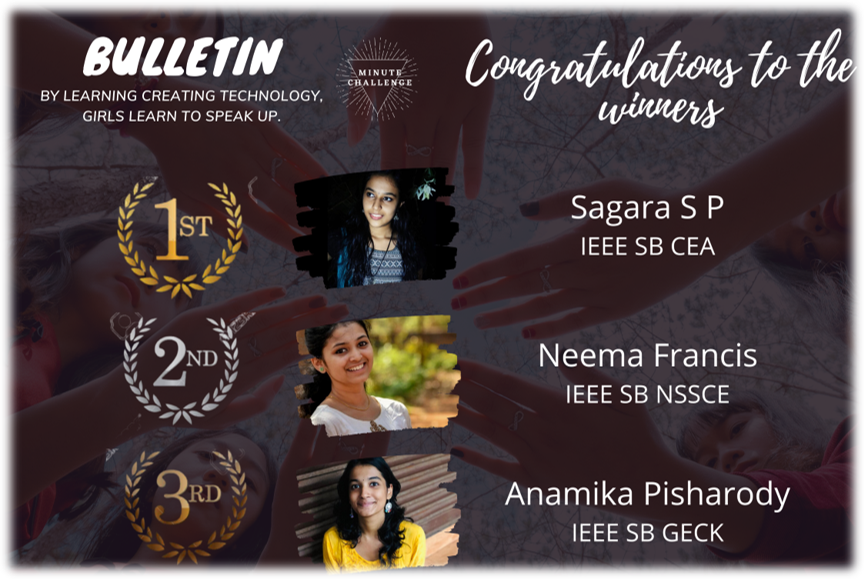 BULLETIN
BY LEARNING CREATING TECHNOLOGY,
GIRLS LEARN TO SPEAK UP.
MINUTE
CHALLENGE
Congratulations to the
winners
1ST
Sagara S P
IEEE SB CEA
2ND
Neema Francis
IEEE SB NSSCE
3RD
Anamika Pisharody
IEEE SB GECK